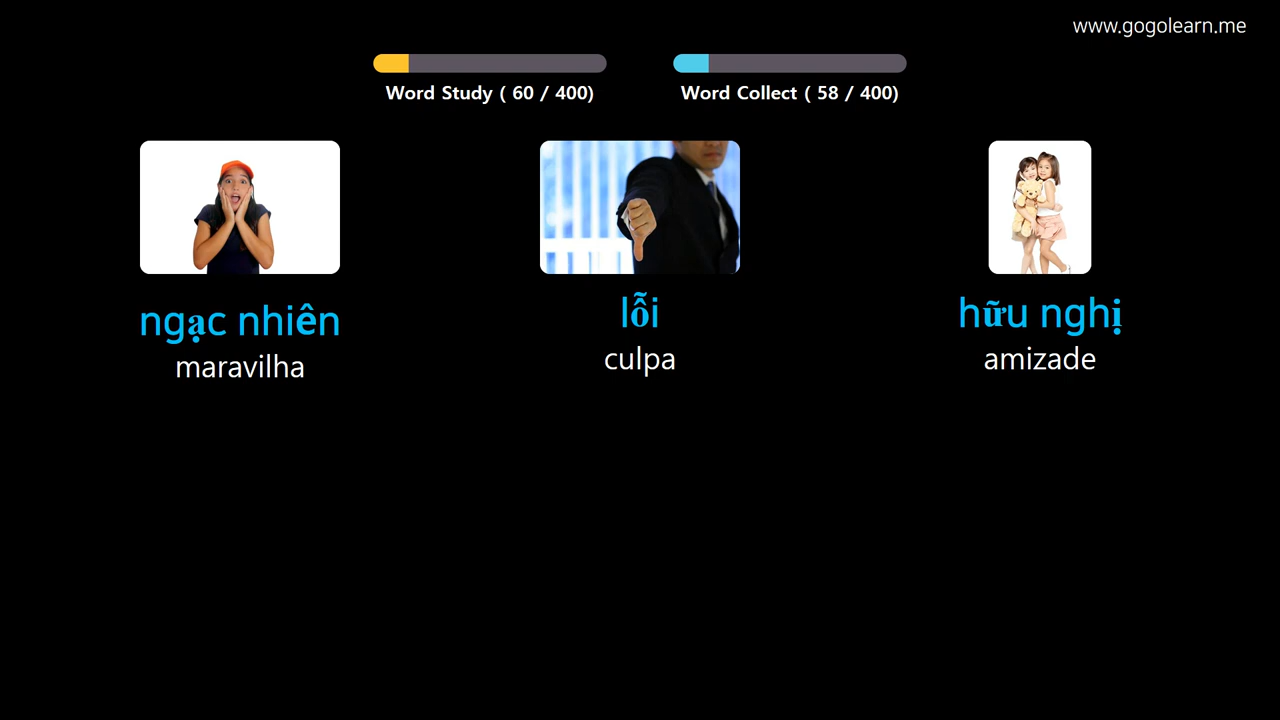 www.gogolearn.me
Word Study ( 60 / 400)
Word Collect ( 58 / 400)
ngạc nhiên
maravilha
lỗi
culpa
hữu nghị
amizade